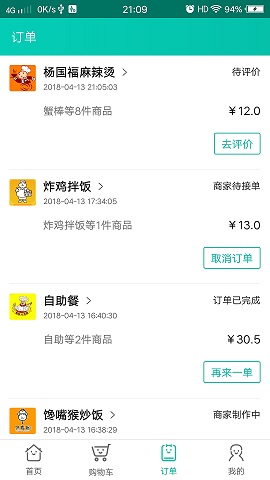 4G 0K/s 21:09 HD 94%
订单
杨国福麻辣烫 > 待评价
2018-04-13 21:05:03
蟹棒等8件商品 ¥12.0
去评价
炸鸡拌饭 > 商家待接单
2018-04-13 17:34:05
炸鸡拌饭等1件商品 ¥13.0
取消订单
自助餐 > 订单已完成
2018-04-13 16:40:30
自助等2件商品 ¥30.5
再来一单
馋嘴猴炒饭 > 商家制作中
2018-04-13 16:38:29
首页 购物车 订单 我的